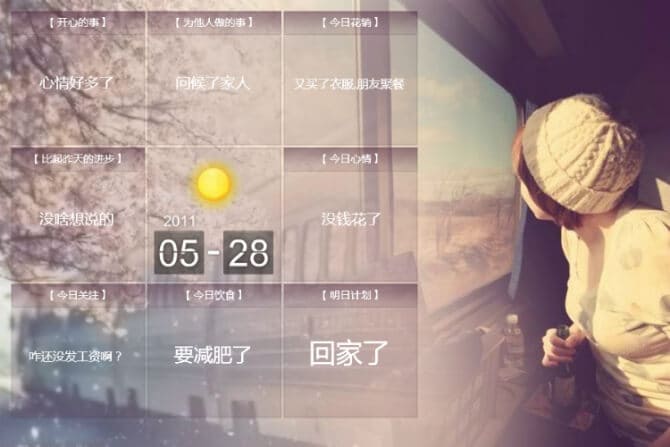 【 开心的事 】
【 为他人做的事 】
【 今日花销 】
心情好多了
问候了家人
又买了衣服,朋友聚餐
【 比起昨天的进步 】
【 今日心情 】
没啥想说的
2011
05-28
没钱花了
【 今日关注 】
【 今日饮食 】
【 明日计划 】
咋还没发工资啊？
要减肥了
回家了